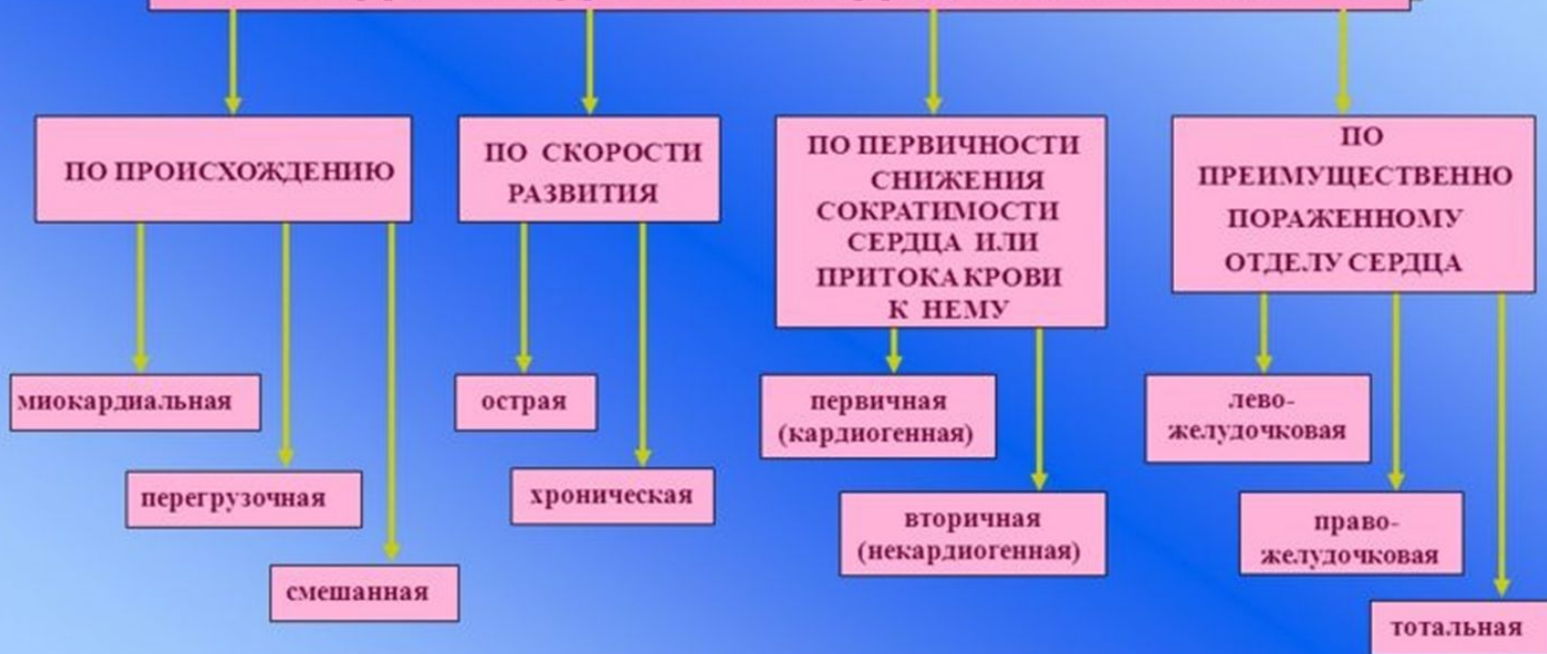 ПО ПРОИСХОЖДЕНИЮ
ПО СКОРОСТИ
РАЗВИТИЯ
ПО ПЕРВИЧНОСТИ
СНИЖЕНИЯ
СОКРАТИМОСТИ
СЕРДЦА ИЛИ
ПРИТОКА КРОВИ
К НЕМУ
ПО
ПРЕИМУЩЕСТВЕННО
ПОРАЖЕННОМУ
ОТДЕЛУ СЕРДЦА
миокардиальная
перегрузочная
смешанная
острая
хроническая
первичная
(кардиогенная)
вторичная
(некардиогенная)
лево-
желудочковая
право-
желудочковая
тотальная